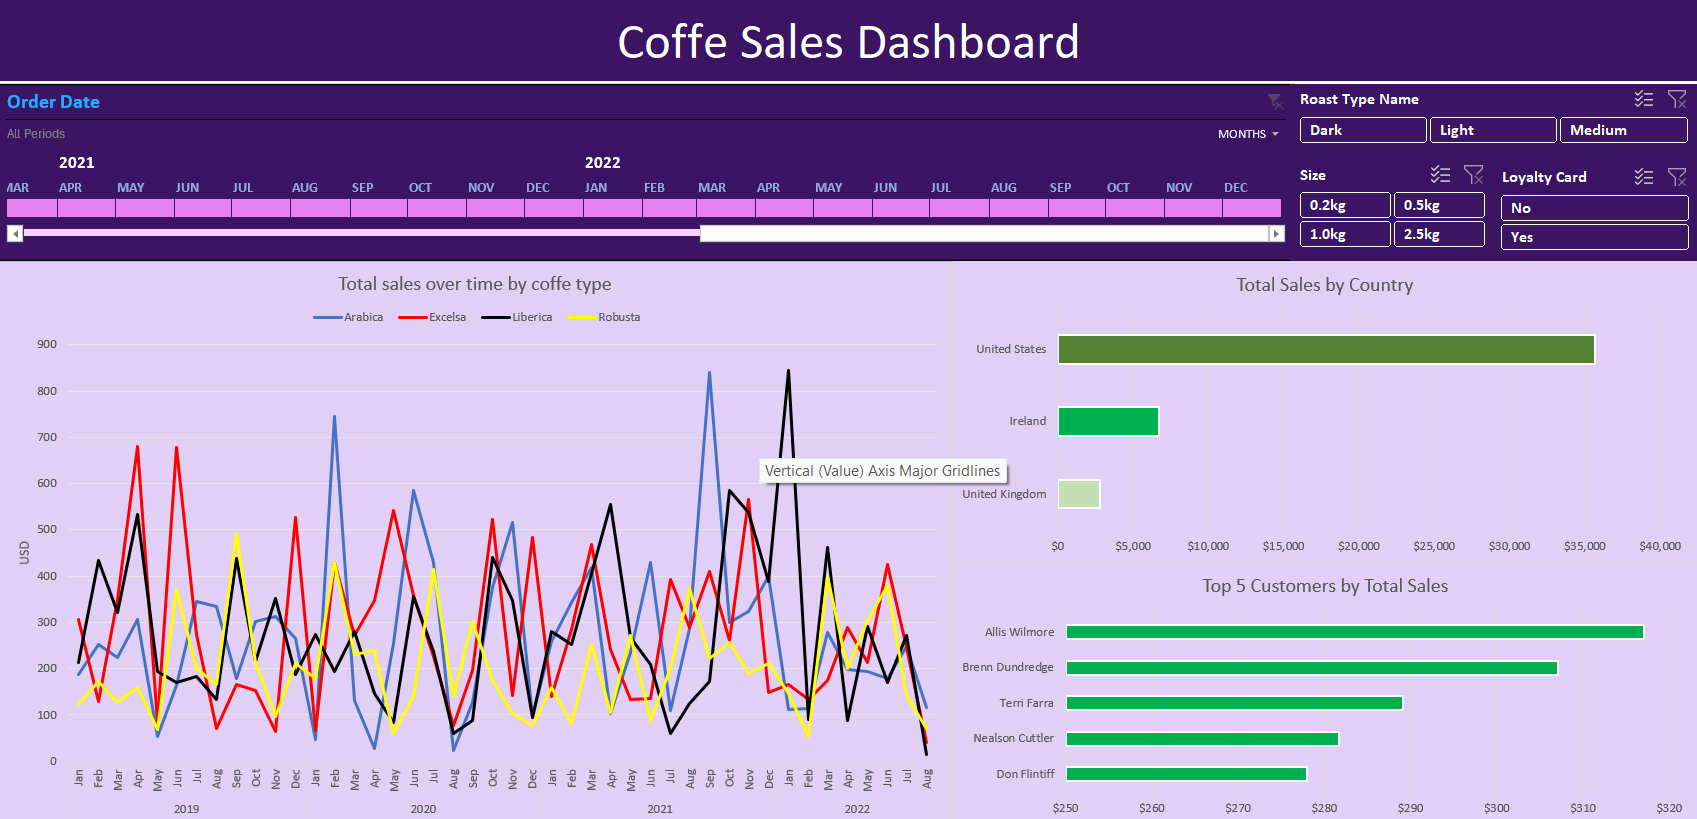 Coffe Sales Dashboard
Order Date
All Periods
MONTHS
2021 2022
MAR APR MAY JUN JUL AUG SEP OCT NOV DEC JAN FEB MAR APR MAY JUN JUL AUG SEP OCT NOV DEC
Roast Type Name
Dark Light Medium
Size
0.2kg 0.5kg
1.0kg 2.5kg
Loyalty Card
No
Yes
Total sales over time by coffe type
Arabica Excelsa Liberica Robusta
900
800
700
600
500
400
300
200
100
0
USD
Jan Feb Mar Apr May Jun Jul Aug Sep Oct Nov Dec Jan Feb Mar Apr May Jun Jul Aug Sep Oct Nov Dec Jan Feb Mar Apr May Jun Jul Aug Sep Oct Nov Dec Jan Feb Mar Apr May Jun Jul Aug
2019 2020 2021 2022
Vertical (Value) Axis Major Gridlines
Total Sales by Country
United States
Ireland
United Kingdom
$0 $5,000 $10,000 $15,000 $20,000 $25,000 $30,000 $35,000 $40,000
Top 5 Customers by Total Sales
Allis Wilmore
Brenn Dundredge
Terri Farra
Nealson Cuttler
Don Flintiff
$250 $260 $270 $280 $290 $300 $310 $320